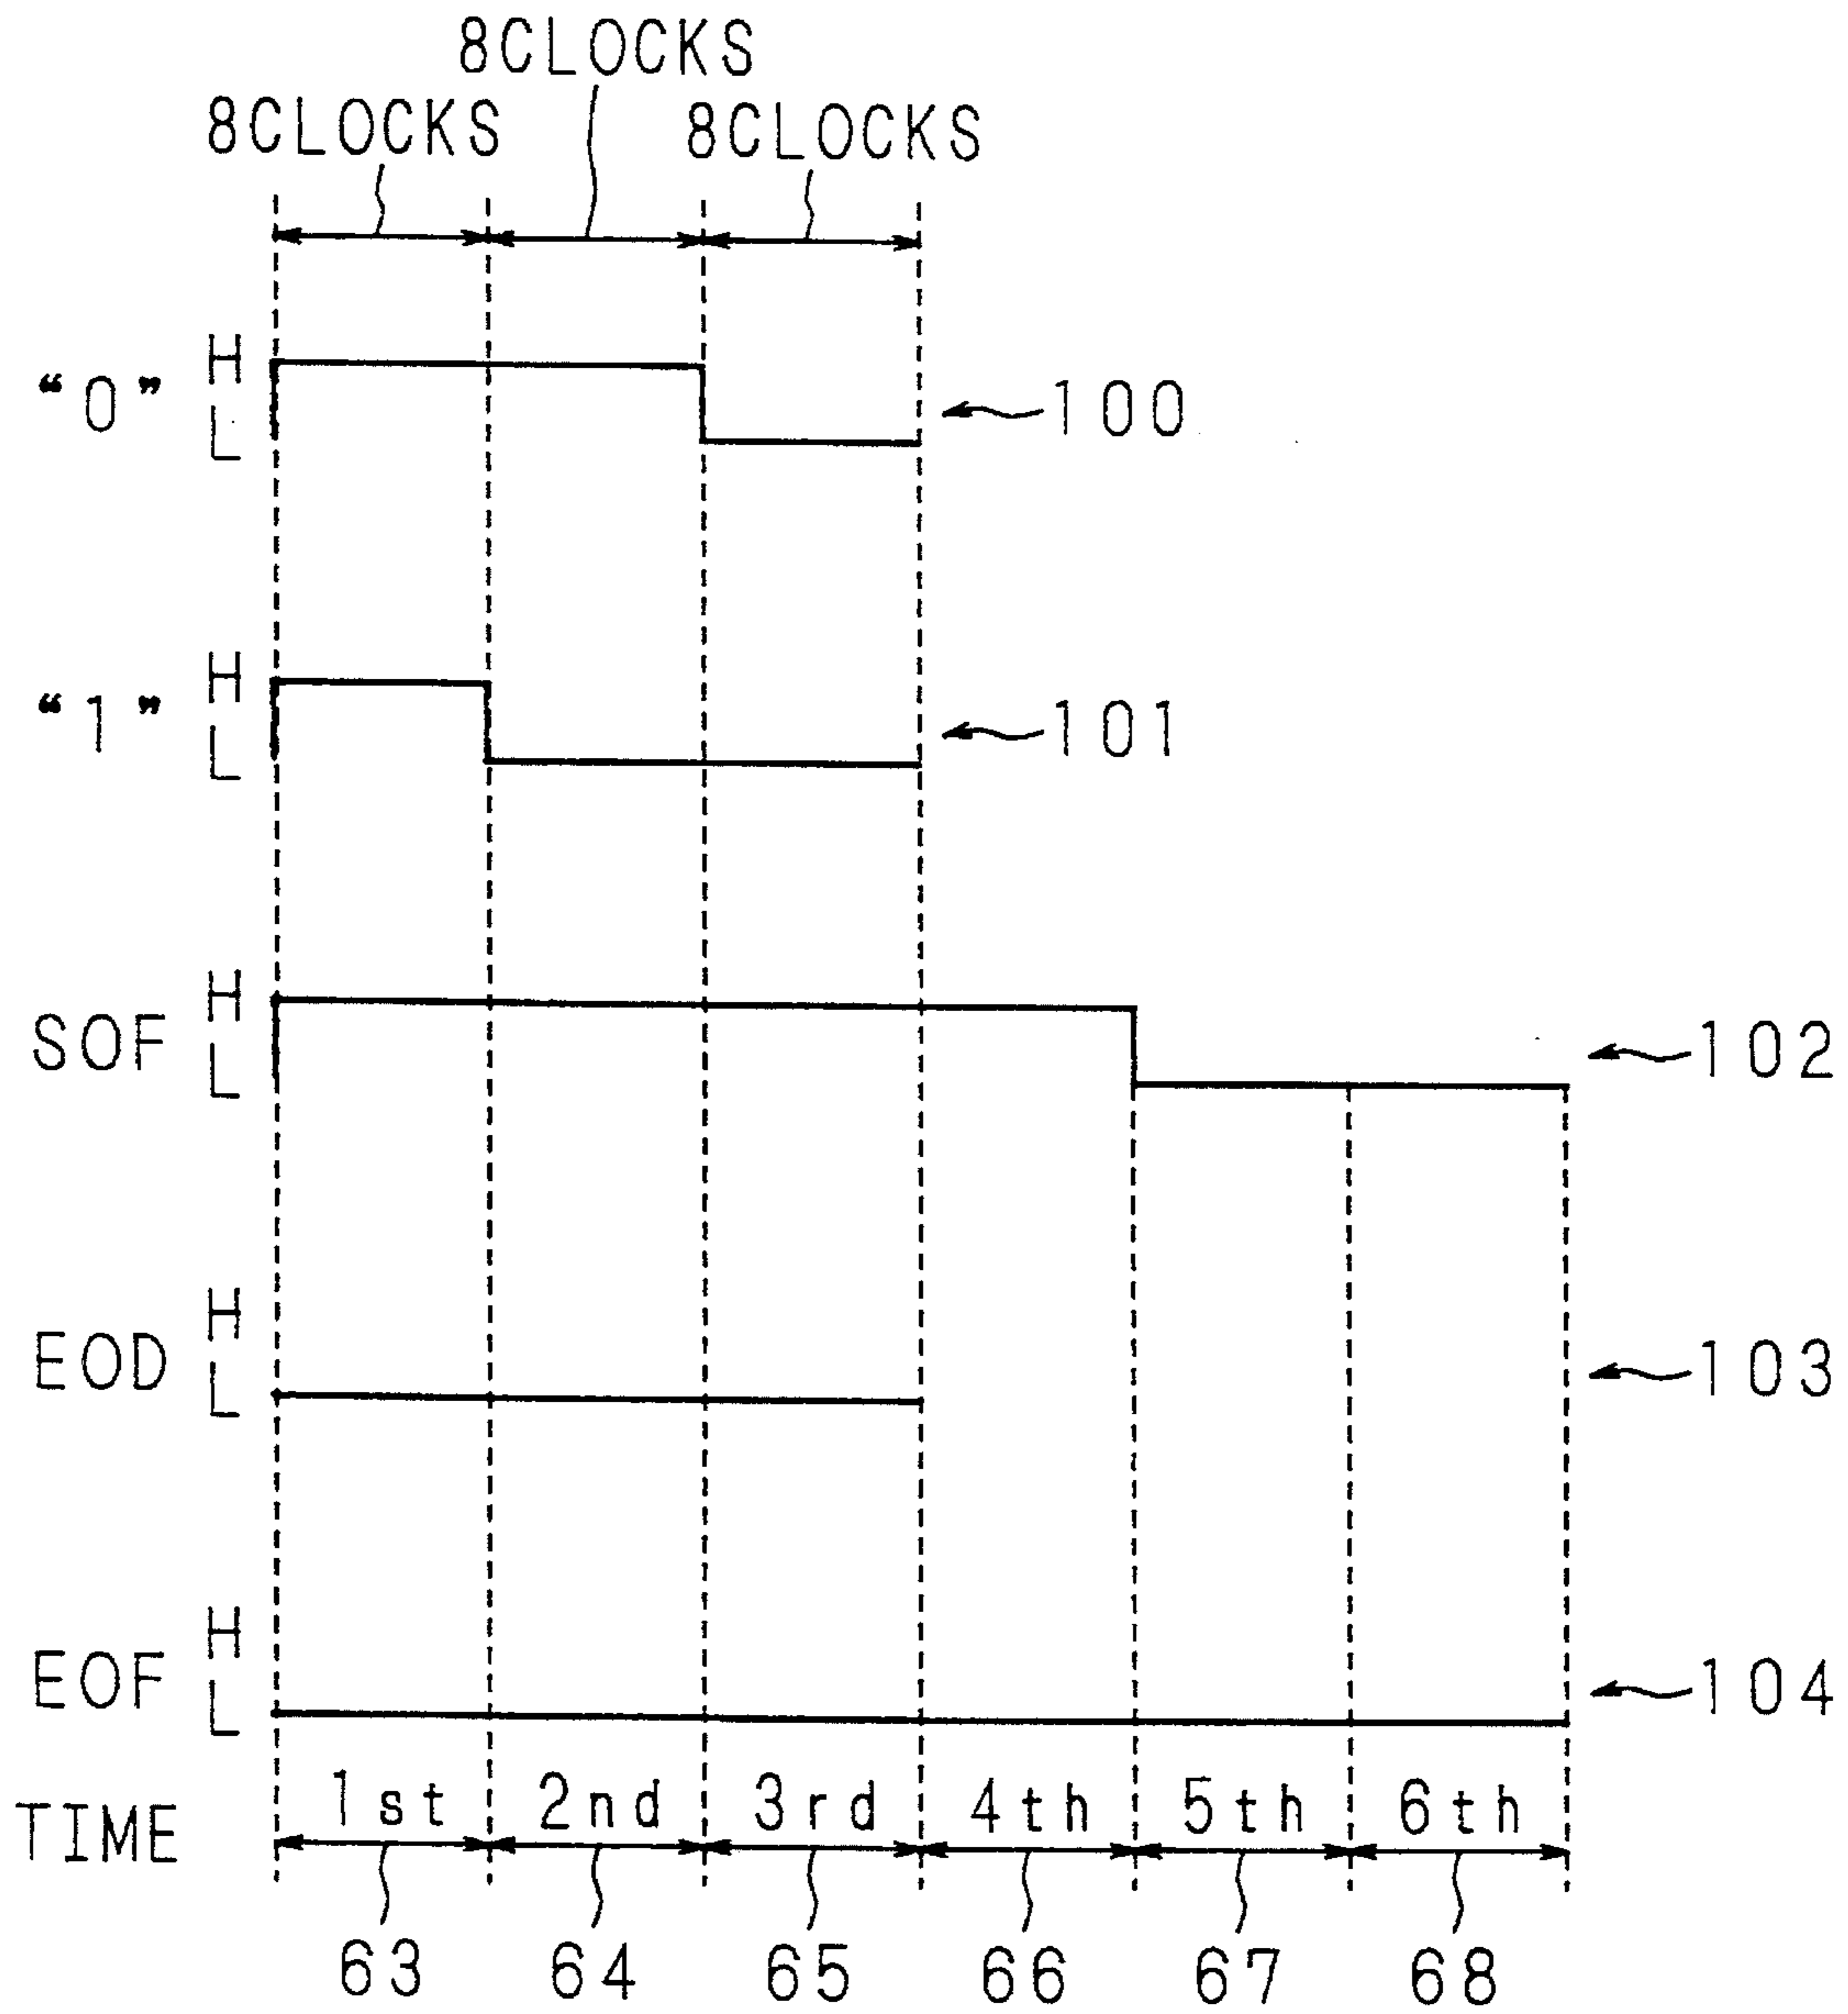 8CLOCKS
8CLOCKS
8CLOCKS
“0”
H
L
100
“1”
H
L
101
SOF
H
L
102
EOD
H
L
103
EOF
H
L
104
TIME
1st
2nd
3rd
4th
5th
6th
63
64
65
66
67
68